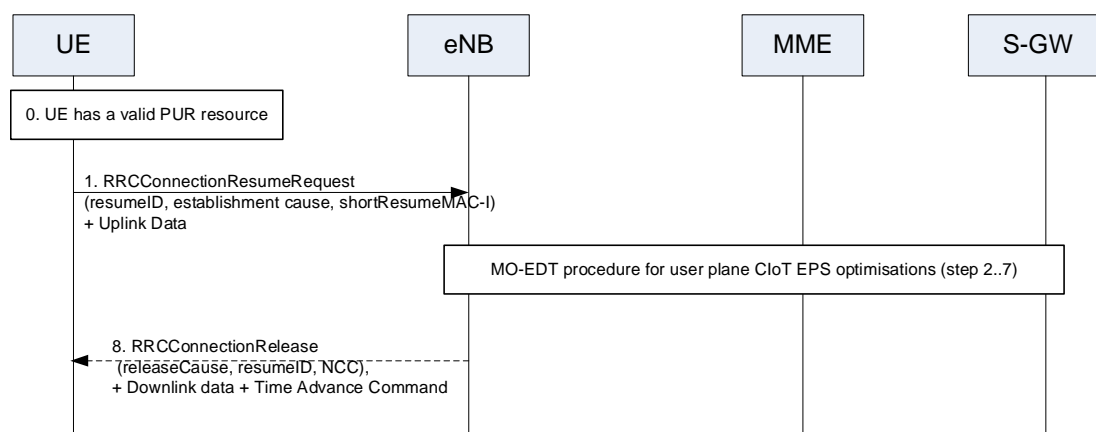 UE
eNB
MME
S-GW
0. UE has a valid PUR resource
1. RRCConnectionResumeRequest
(resumeID, establishment cause, shortResumeMAC-I)
+ Uplink Data
MO-EDT procedure for user plane CIoT EPS optimisations (step 2..7)
8. RRCConnectionRelease
(releaseCause, resumeID, NCC),
+ Downlink data + Time Advance Command